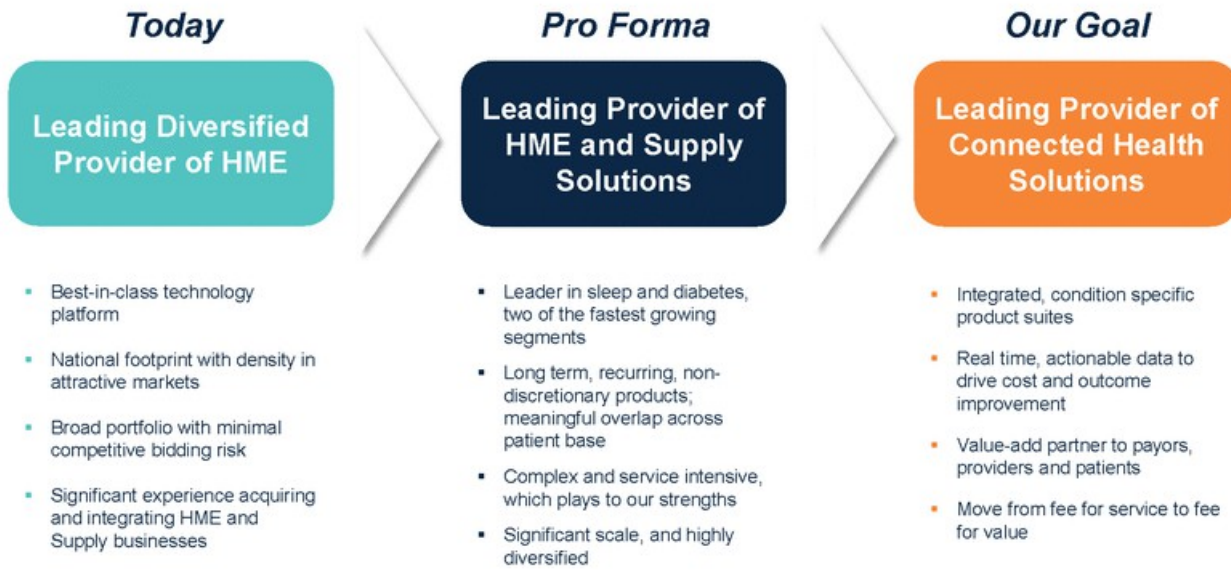 Today
Leading Diversified
Provider of HME
Best-in-class technology
platform
National footprint with density in
attractive markets
Broad portfolio with minimal
competitive bidding risk
Significant experience acquiring
and integrating HME and
Supply businesses
Pro Forma
Leading Provider of
HME and Supply
Solutions
Leader in sleep and diabetes,
two of the fastest growing
segments
Long term, recurring, non-
discretionary products;
meaningful overlap across
patient base
Complex and service intensive,
which plays to our strengths
Significant scale, and highly
diversified
Our Goal
Leading Provider of
Connected Health
Solutions
Integrated, condition specific
product suites
Real time, actionable data to
drive cost and outcome
improvement
Value-add partner to payors,
providers and patients
Move from fee for service to fee
for value